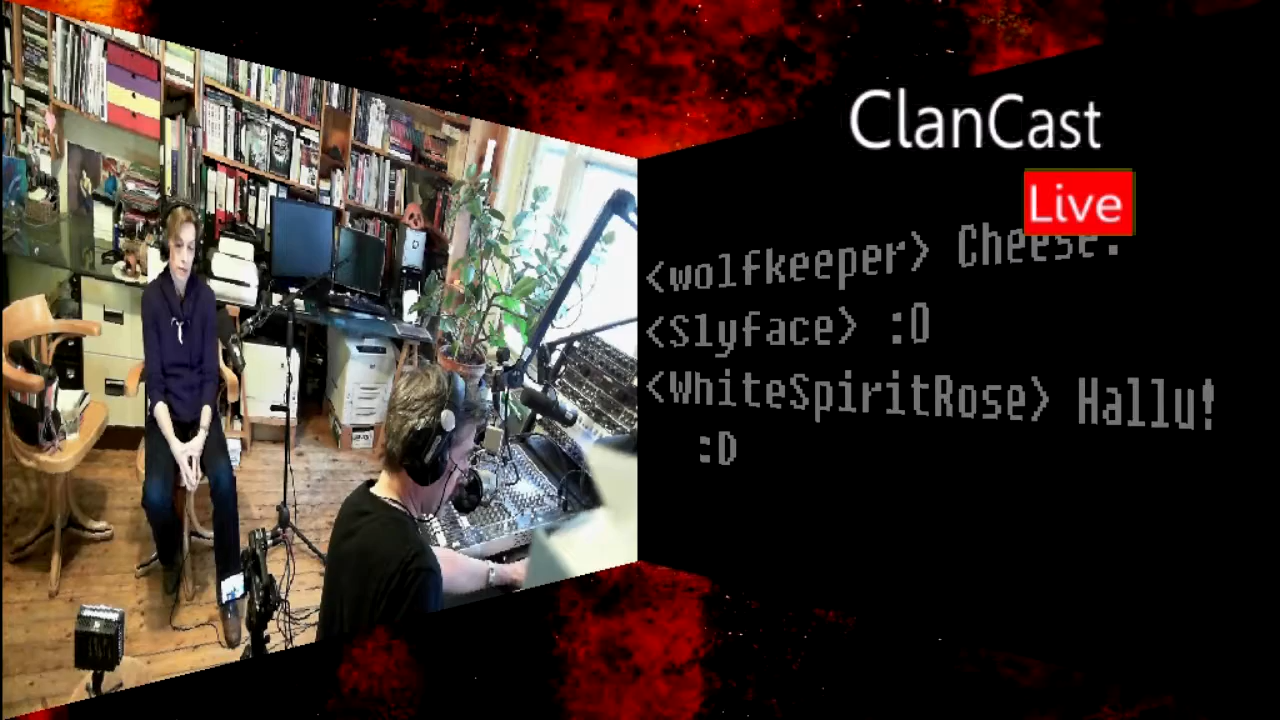 ClanCast
Live
<wolfkeeper> Cheese.
<Slyface> :O
<WhiteSpiritRose> Hallu!
:D